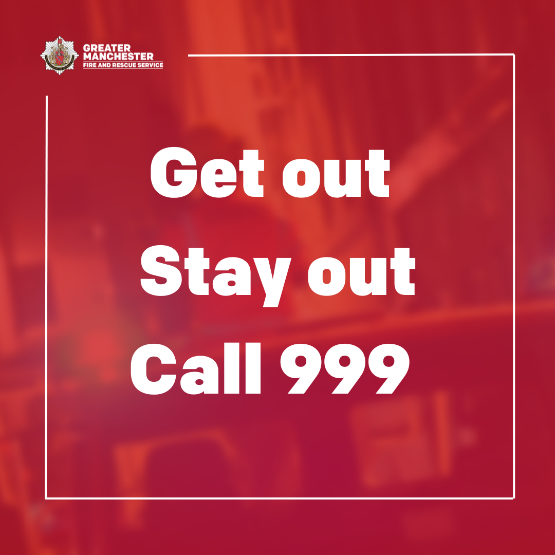 GREATER
MANCHESTER
FIRE AND RESCUE SERVICE
Get out
Stay out
Call 999